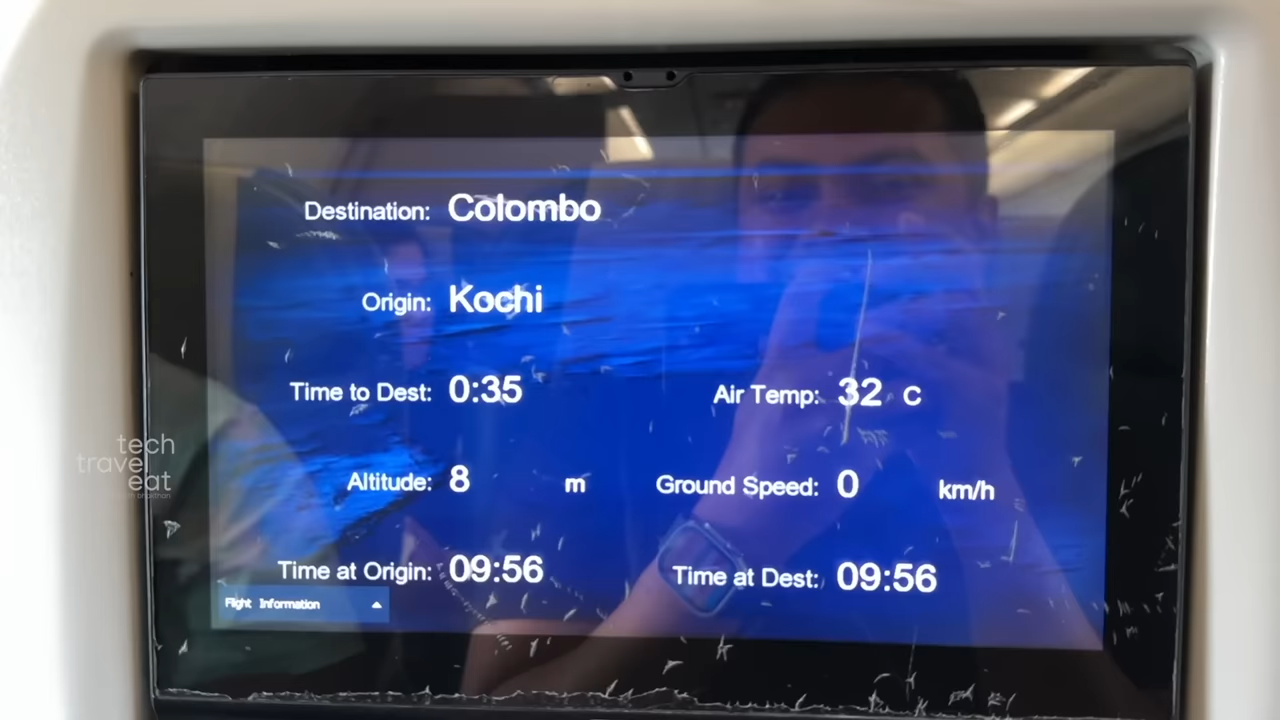 Destination: Colombo
Origin: Kochi
Time to Dest: 0:35
Air Temp: 32 C
Altitude: 8 m
Ground Speed: 0 km/h
Time at Origin: 09:56
Time at Dest: 09:56
Flight Information
tech
travel
eat